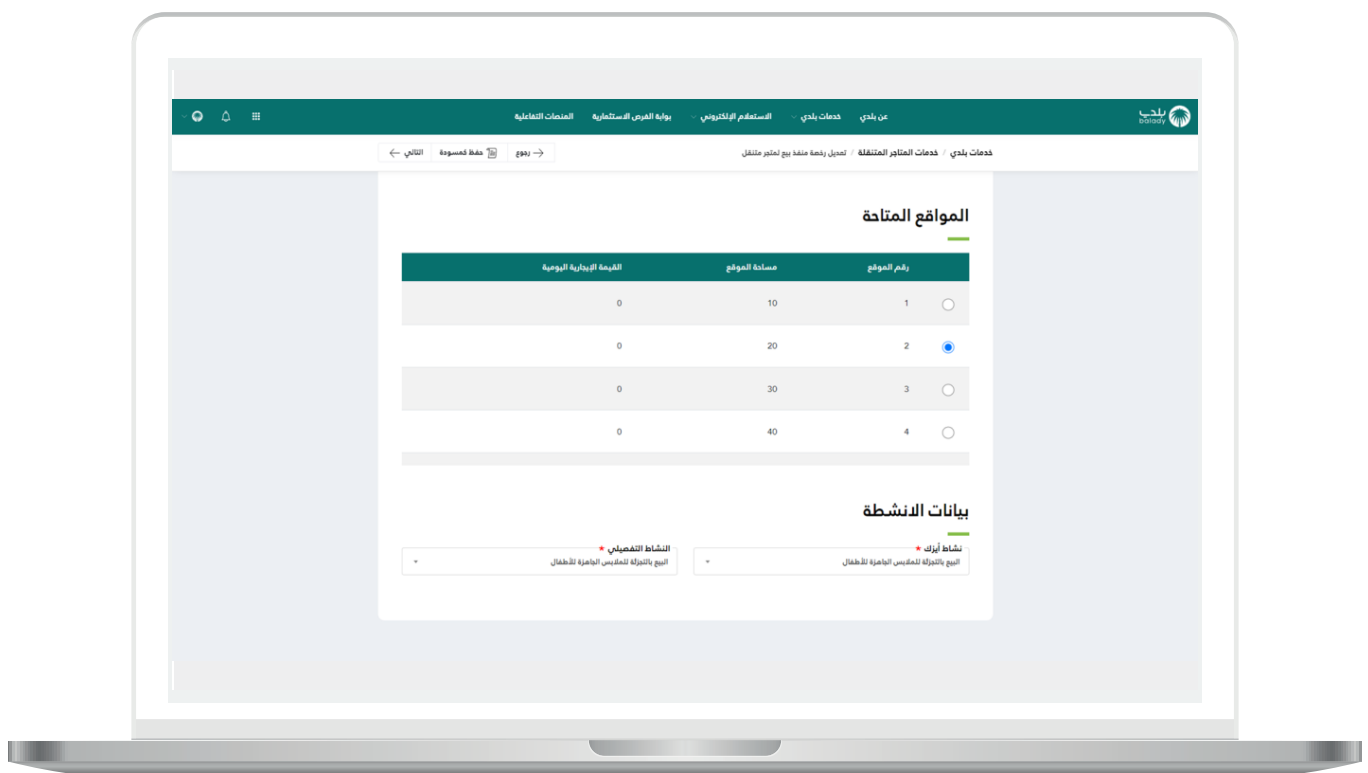 بلدي
balady
عن بلدي
خدمات بلدي
الاستعلام الإلكتروني
بوابة الفرص الاستثمارية
المنصات التفاعلية
خدمات بلدي / خدمات المتاجر المتنقلة / تعديل رخصة منفذ بيع لمتجر متنقل
رجوع
حفظ كمسودة
التالي
المواقع المتاحة
رقم الموقع مساحة الموقع القيمة الإيجارية اليومية
1 10 0
2 20 0
3 30 0
4 40 0
بيانات الانشطة
نشاط أيزك *
البيع بالتجزئة للملابس الجاهزة للأطفال
النشاط التفصيلي *
البيع بالتجزئة للملابس الجاهزة للأطفال